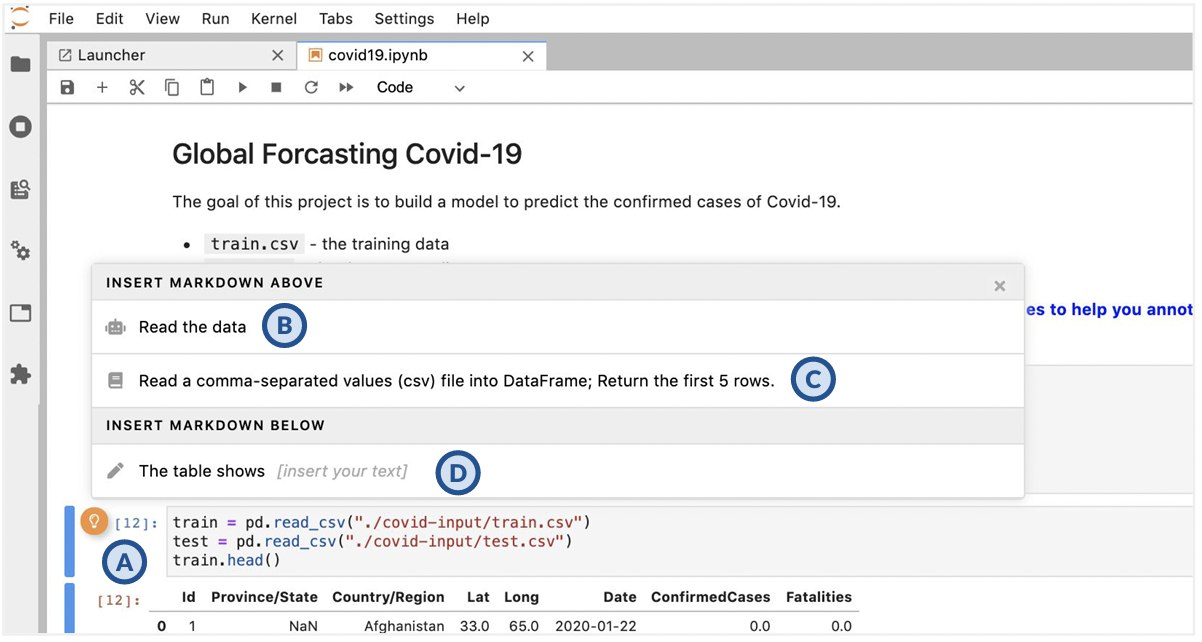 File Edit View Run Kernel Tabs Settings Help
Launcher covid19.ipynb
Code
Global Forcasting Covid-19
The goal of this project is to build a model to predict the confirmed cases of Covid-19.
• train.csv - the training data
INSERT MARKDOWN ABOVE
es to help you annot
Read the data B
Read a comma-separated values (csv) file into DataFrame; Return the first 5 rows. C
INSERT MARKDOWN BELOW
The table shows [insert your text] D
[12]: train = pd.read_csv("./covid-input/train.csv")
test = pd.read_csv("./covid-input/test.csv")
A train.head()
[12]: Id Province/State Country/Region Lat Long Date ConfirmedCases Fatalities
0 1 NaN Afghanistan 33.0 65.0 2020-01-22 0.0 0.0